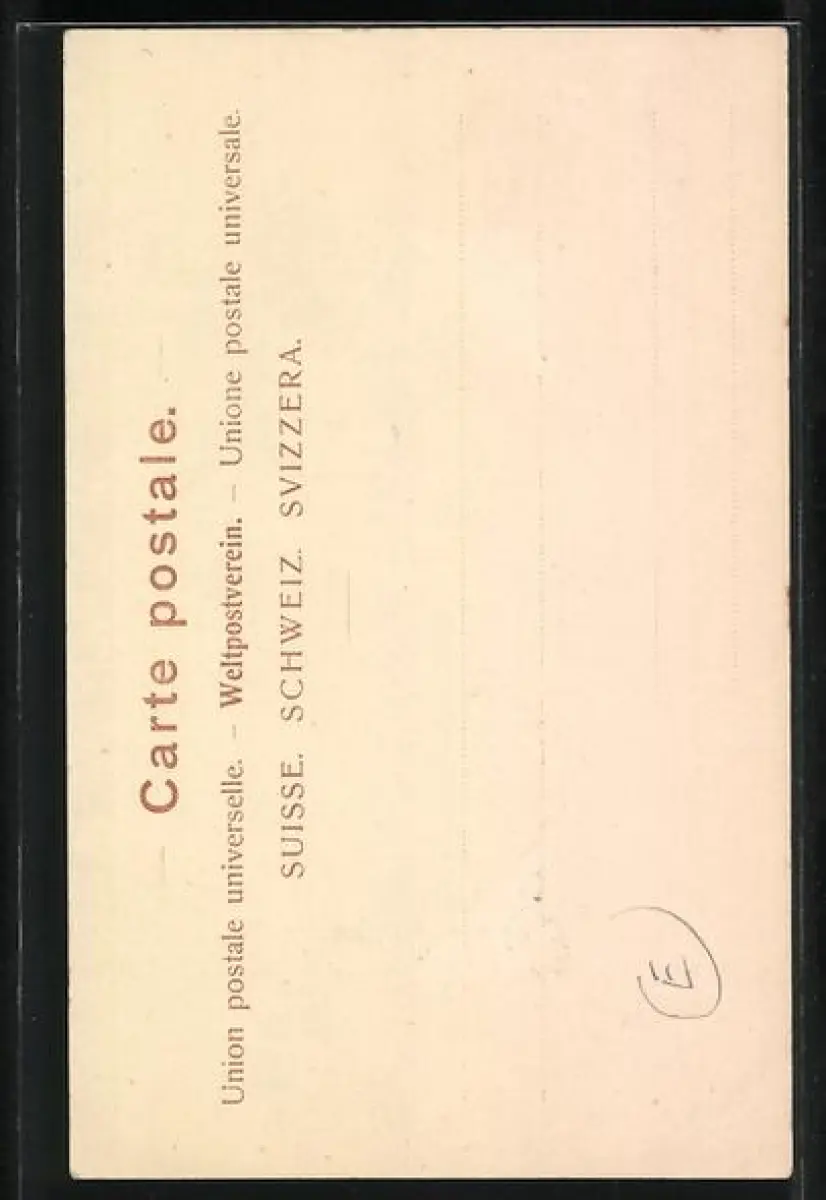 Carte postale.
Union postale universelle. – Weltpostverein. – Unione postale universale.
SUISSE. SCHWEIZ. SVIZZERA.
E